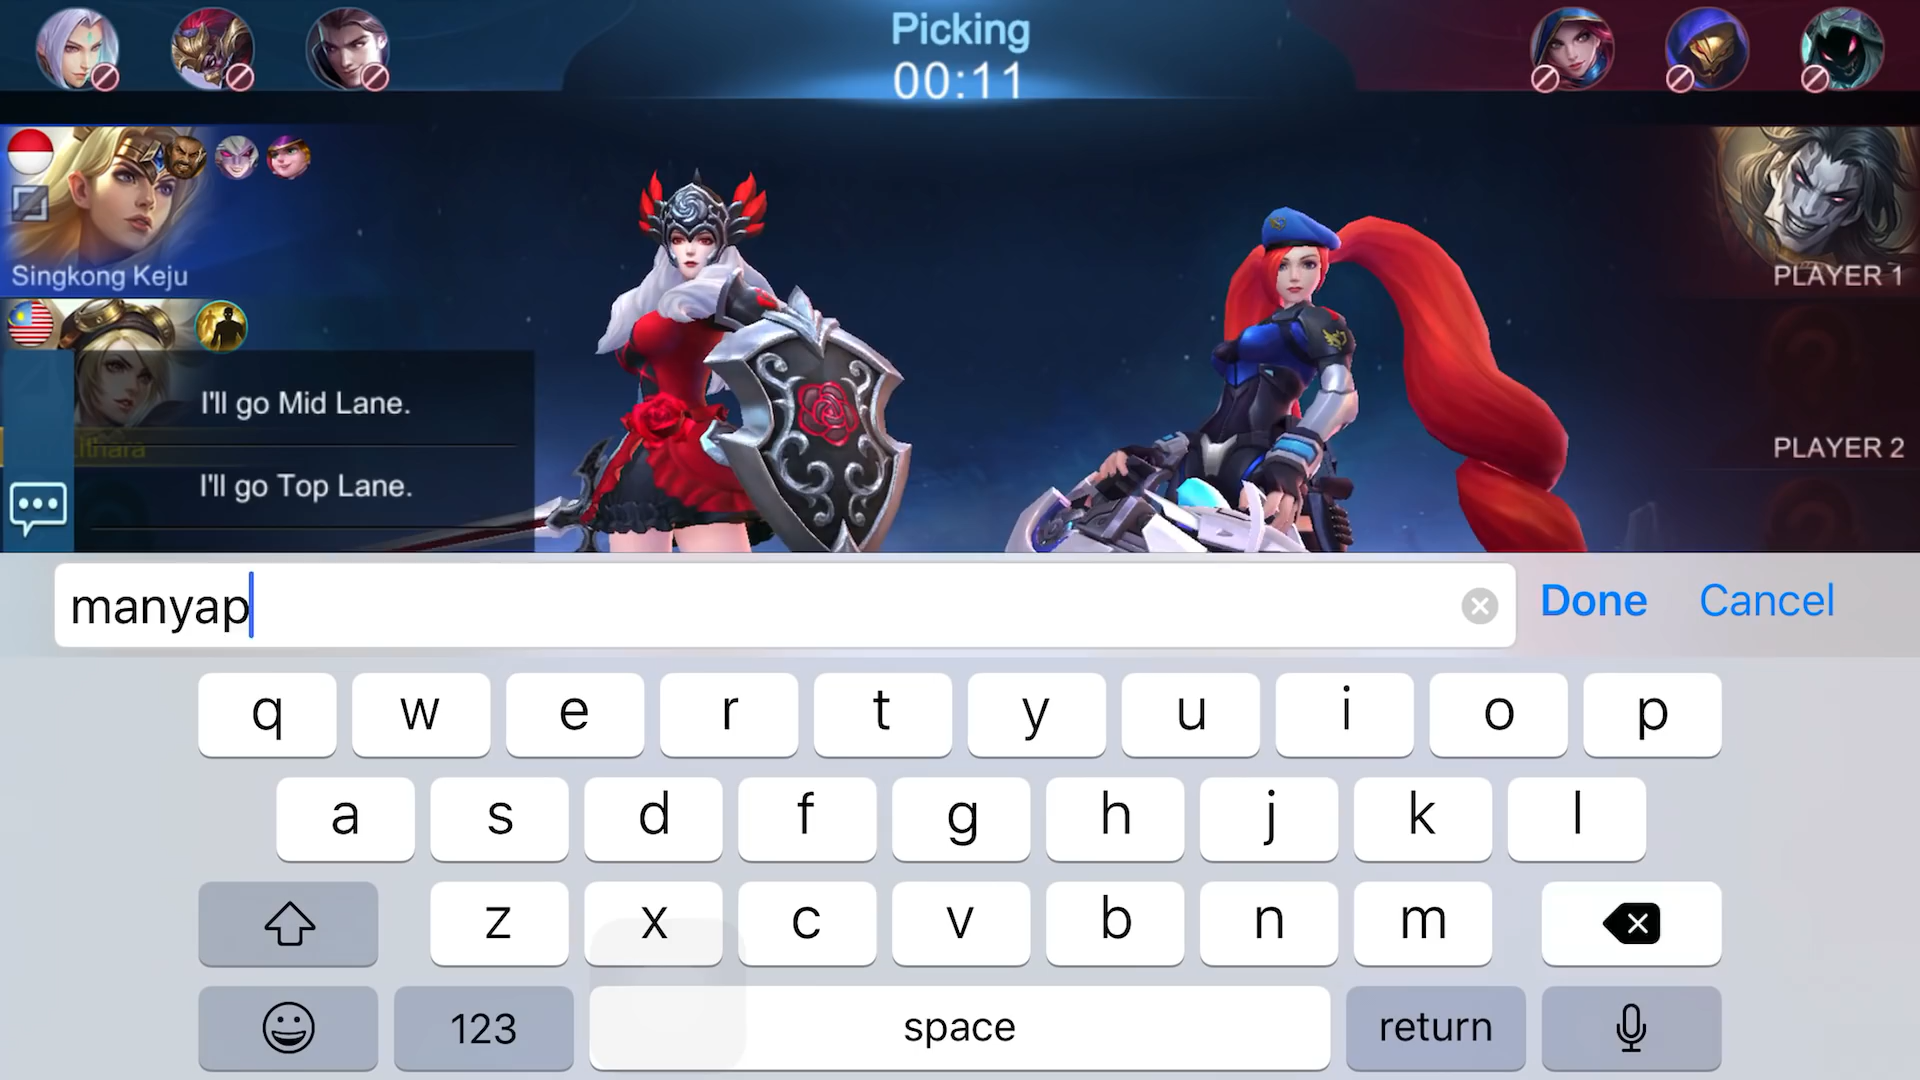 Picking
00:11
Singkong Keju
PLAYER 1
I'll go Mid Lane.
PLAYER 2
I'll go Top Lane.
manyap
Done
Cancel
q w e r t y u i o p
a s d f g h j k l
z x c v b n m
123
space
return